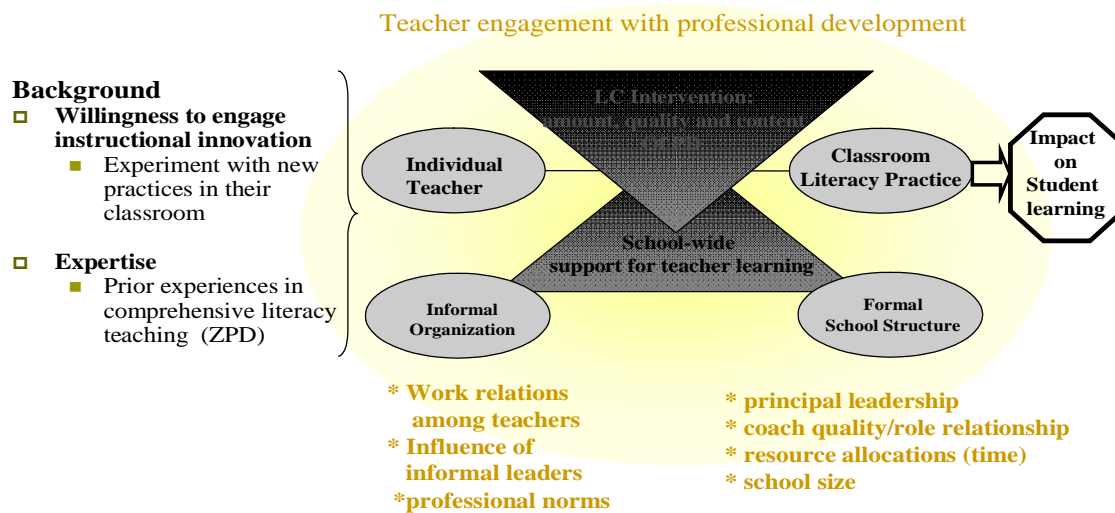 Teacher engagement with professional development
Background
Willingness to engage
instructional innovation
Experiment with new
practices in their
classroom
Expertise
Prior experiences in
comprehensive literacy
teaching (ZPD)
LC Intervention:
amount, quality and content
Individual
Teacher
Classroom
Literacy Practice
Impact
on
Student
learning
School-wide
support for teacher learning
Informal
Organization
Formal
School Structure
* Work relations
among teachers
* Influence of
informal leaders
*professional norms
* principal leadership
* coach quality/role relationship
* resource allocations (time)
* school size